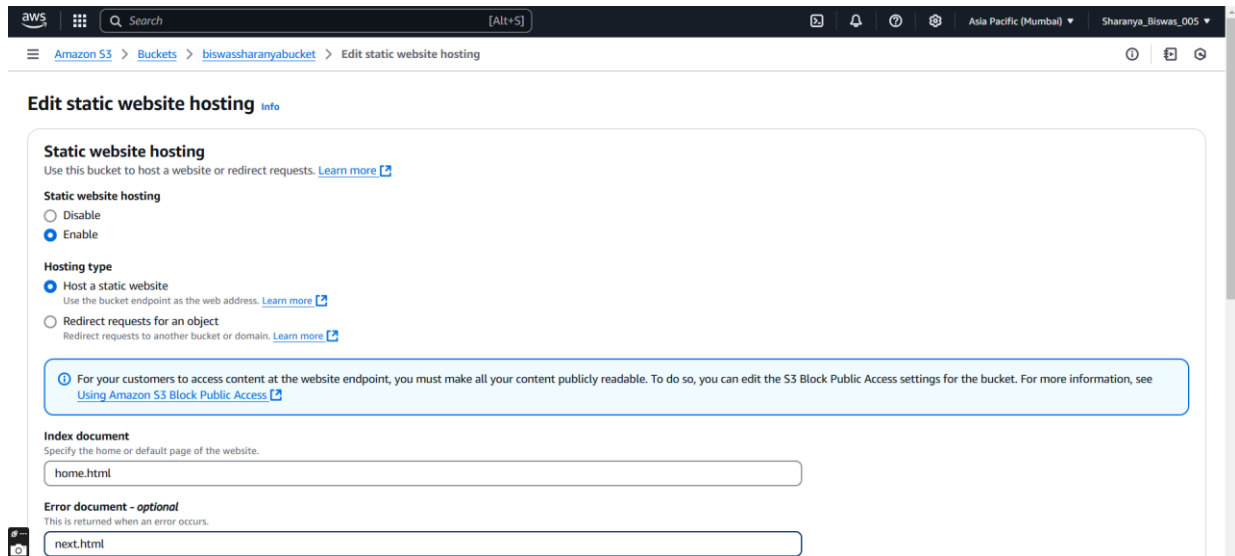 aws Search [Alt+S] Asia Pacific (Mumbai) Sharanya_Biswas_005
Amazon S3 > Buckets > biswassharanyabucket > Edit static website hosting
Edit static website hosting Info
Static website hosting
Use this bucket to host a website or redirect requests. Learn more
Static website hosting
Disable
Enable
Hosting type
Host a static website
Use the bucket endpoint as the web address. Learn more
Redirect requests for an object
Redirect requests to another bucket or domain. Learn more
For your customers to access content at the website endpoint, you must make all your content publicly readable. To do so, you can edit the S3 Block Public Access settings for the bucket. For more information, see
Using Amazon S3 Block Public Access
Index document
Specify the home or default page of the website.
home.html
Error document - optional
This is returned when an error occurs.
next.html